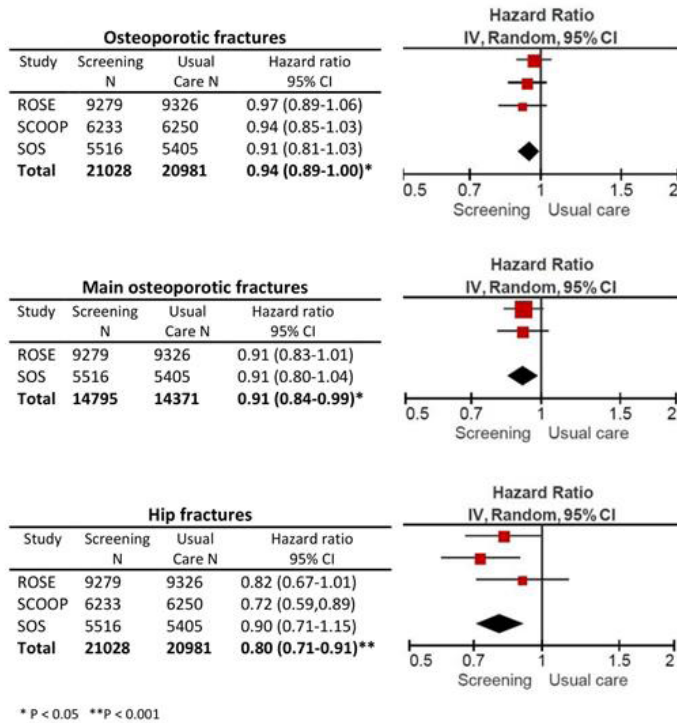 Osteoporotic fractures
Study Screening N Usual Care N Hazard ratio 95% CI
ROSE 9279 9326 0.97 (0.89-1.06)
SCOOP 6233 6250 0.94 (0.85-1.03)
SOS 5516 5405 0.91 (0.81-1.03)
Total 21028 20981 0.94 (0.89-1.00)*
Hazard Ratio
IV, Random, 95% CI
0.5 0.7 1 1.5 2
Screening Usual care
Main osteoporotic fractures
Study Screening N Usual Care N Hazard ratio 95% CI
ROSE 9279 9326 0.91 (0.83-1.01)
SOS 5516 5405 0.91 (0.80-1.04)
Total 14795 14371 0.91 (0.84-0.99)*
Hazard Ratio
IV, Random, 95% CI
0.5 0.7 1 1.5 2
Screening Usual care
Hip fractures
Study Screening N Usual Care N Hazard ratio 95% CI
ROSE 9279 9326 0.82 (0.67-1.01)
SCOOP 6233 6250 0.72 (0.59,0.89)
SOS 5516 5405 0.90 (0.71-1.15)
Total 21028 20981 0.80 (0.71-0.91)**
Hazard Ratio
IV, Random, 95% CI
0.5 0.7 1 1.5 2
Screening Usual care
* P < 0.05 **P < 0.001